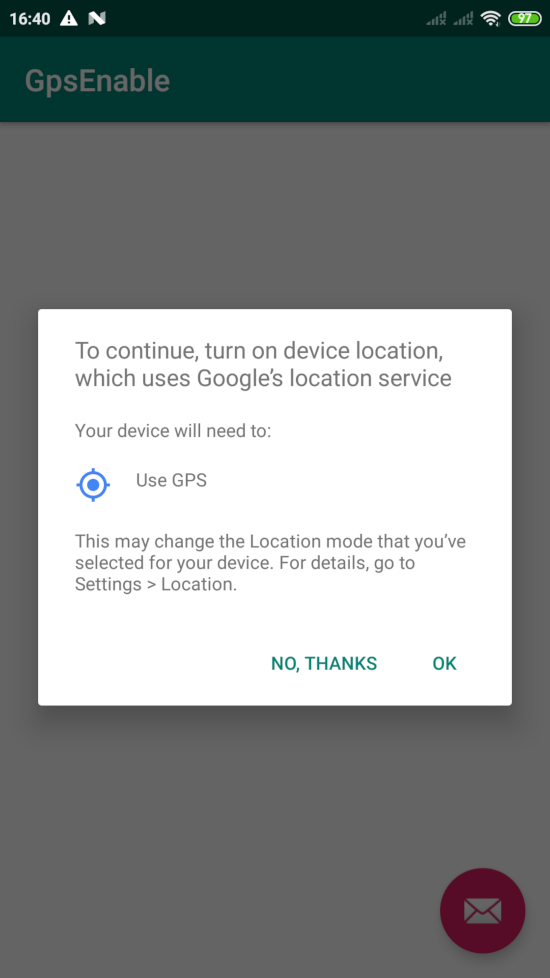 16:40
97
GpsEnable
To continue, turn on device location,
which uses Google’s location service
Your device will need to:
Use GPS
This may change the Location mode that you’ve
selected for your device. For details, go to
Settings > Location.
NO, THANKS
OK